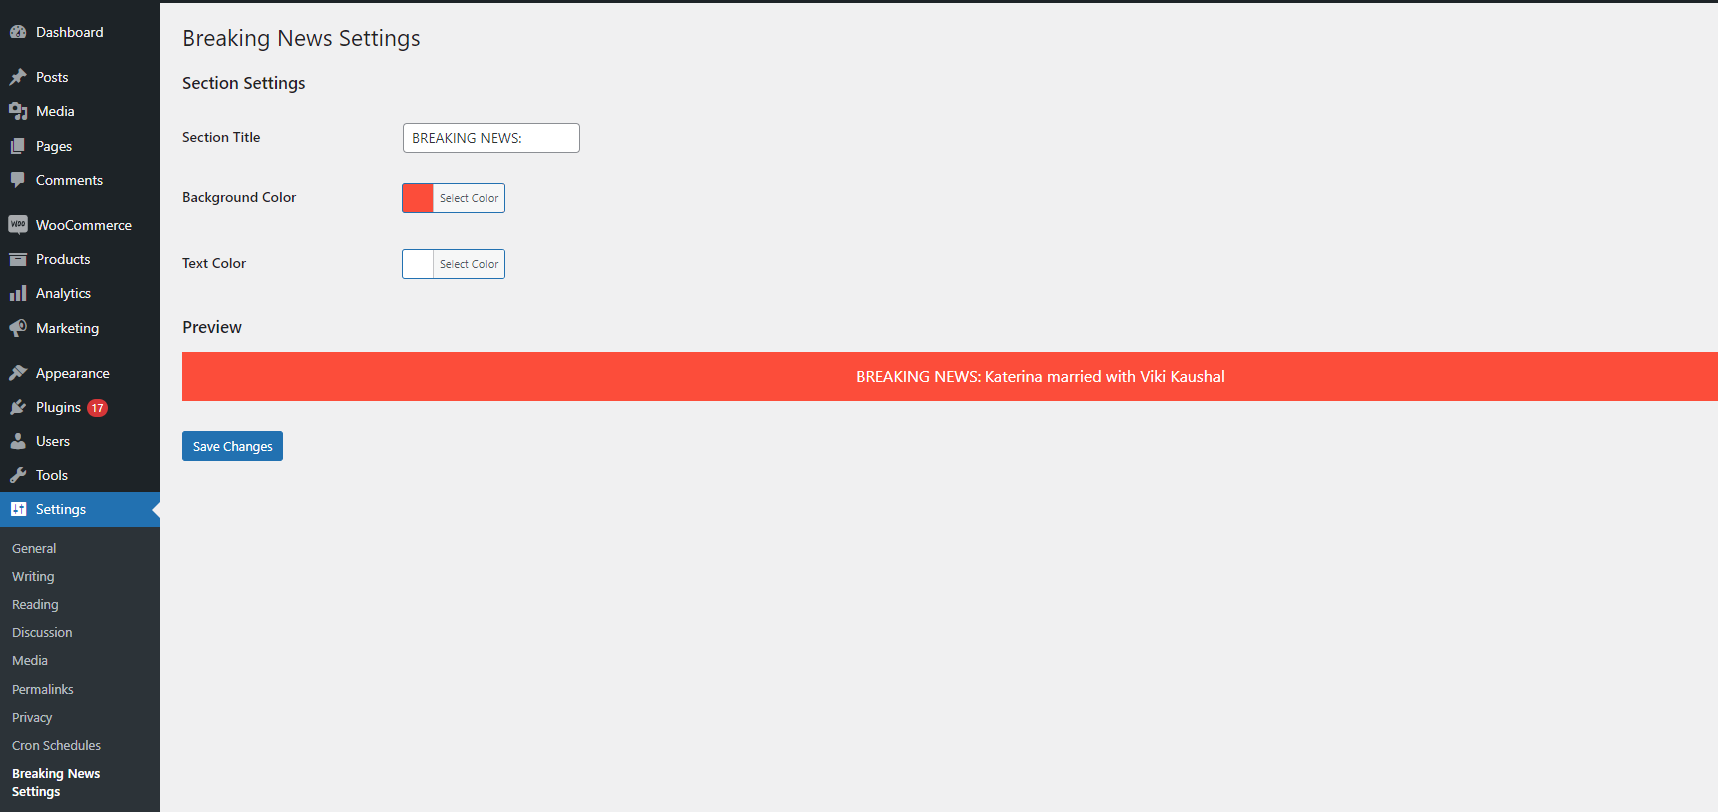 Dashboard
Posts
Media
Pages
Comments
WOO WooCommerce
Products
Analytics
Marketing
Appearance
Plugins 17
Users
Tools
Settings
General
Writing
Reading
Discussion
Media
Permalinks
Privacy
Cron Schedules
Breaking News
Settings
Breaking News Settings
Section Settings
Section Title BREAKING NEWS:
Background Color Select Color
Text Color Select Color
Preview
BREAKING NEWS: Katerina married with Viki Kaushal
Save Changes